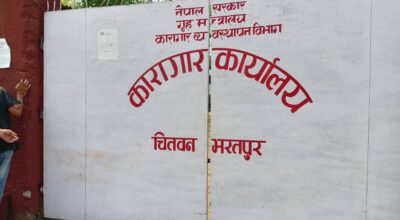 नेपाल सरकार
गृह मन्त्रालय
कारागार व्यवस्थापन विभाग
कारागार कार्यालय
चितवन भरतपुर